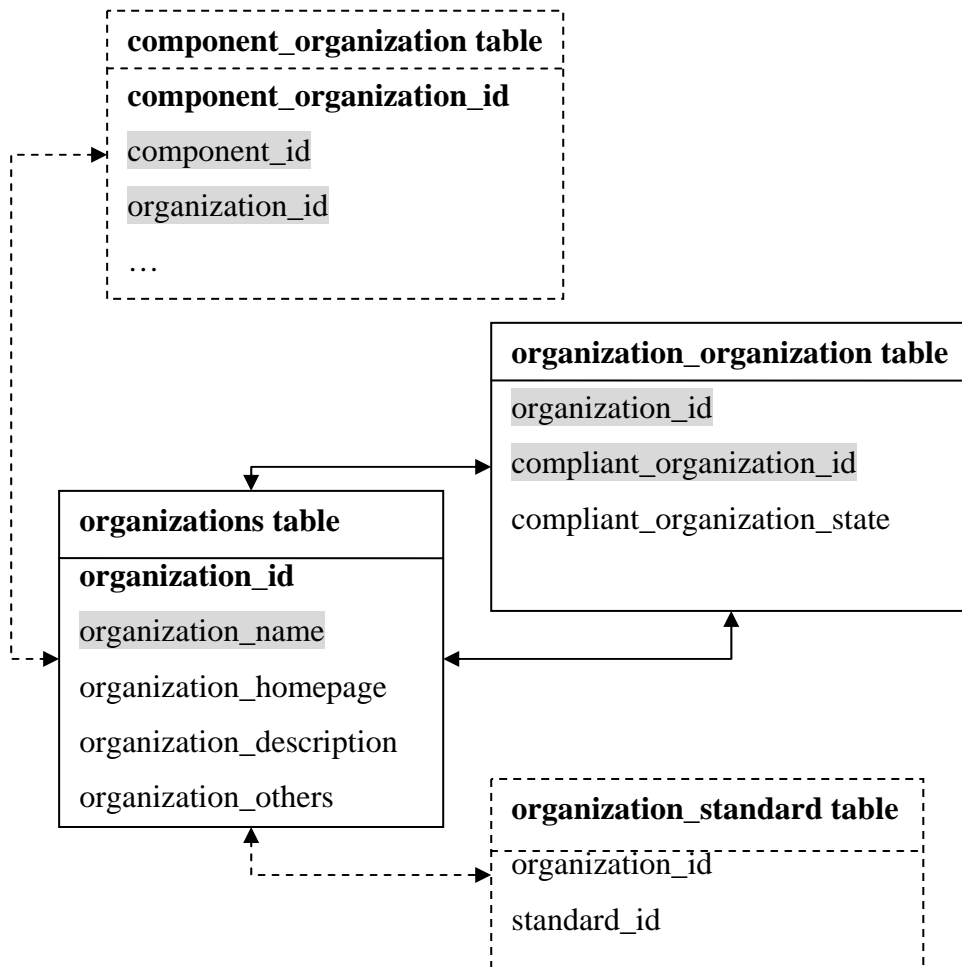 component_organization table
component_organization_id
component_id
organization_id
…
organization_organization table
organization_id
compliant_organization_id
compliant_organization_state
organizations table
organization_id
organization_name
organization_homepage
organization_description
organization_others
organization_standard table
organization_id
standard_id